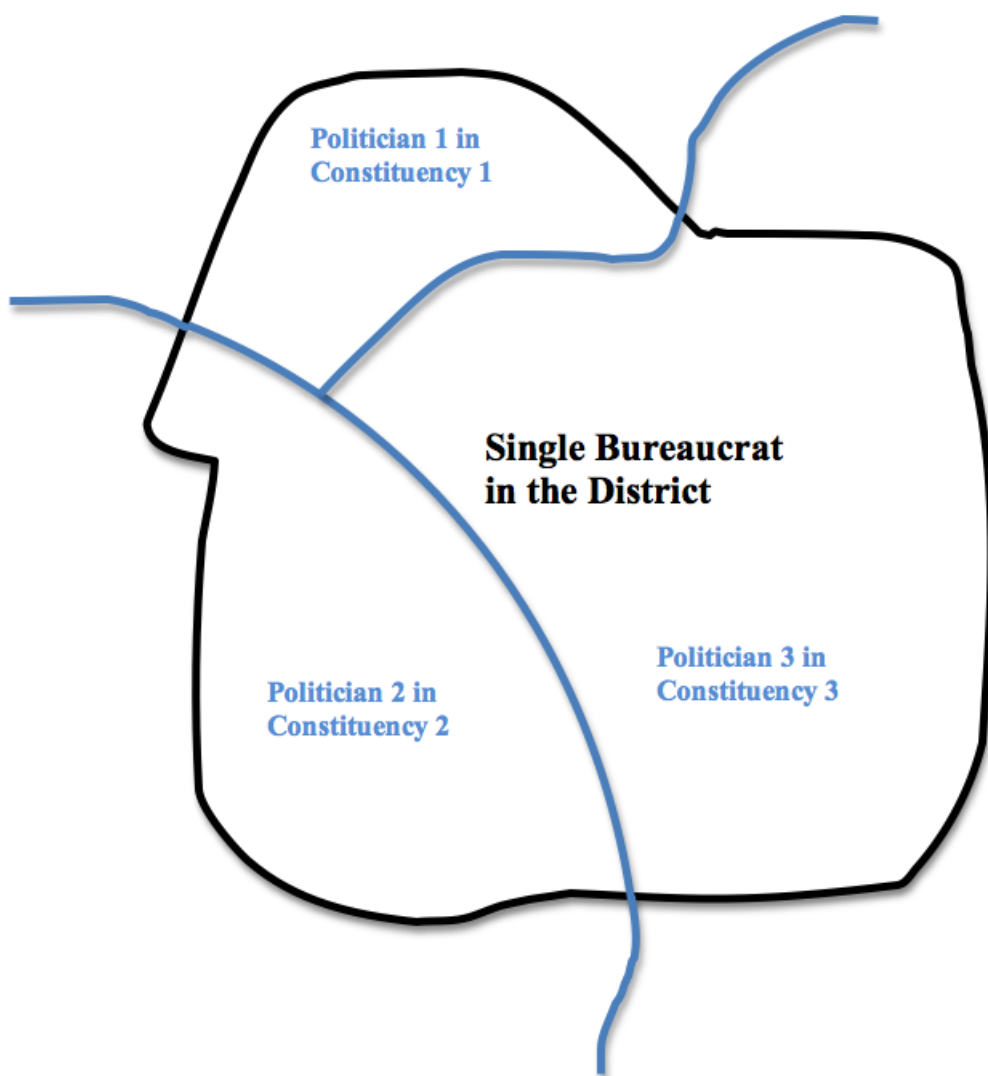 Politician 1 in
Constituency 1
Single Bureaucrat
in the District
Politician 3 in
Constituency 3
Politician 2 in
Constituency 2